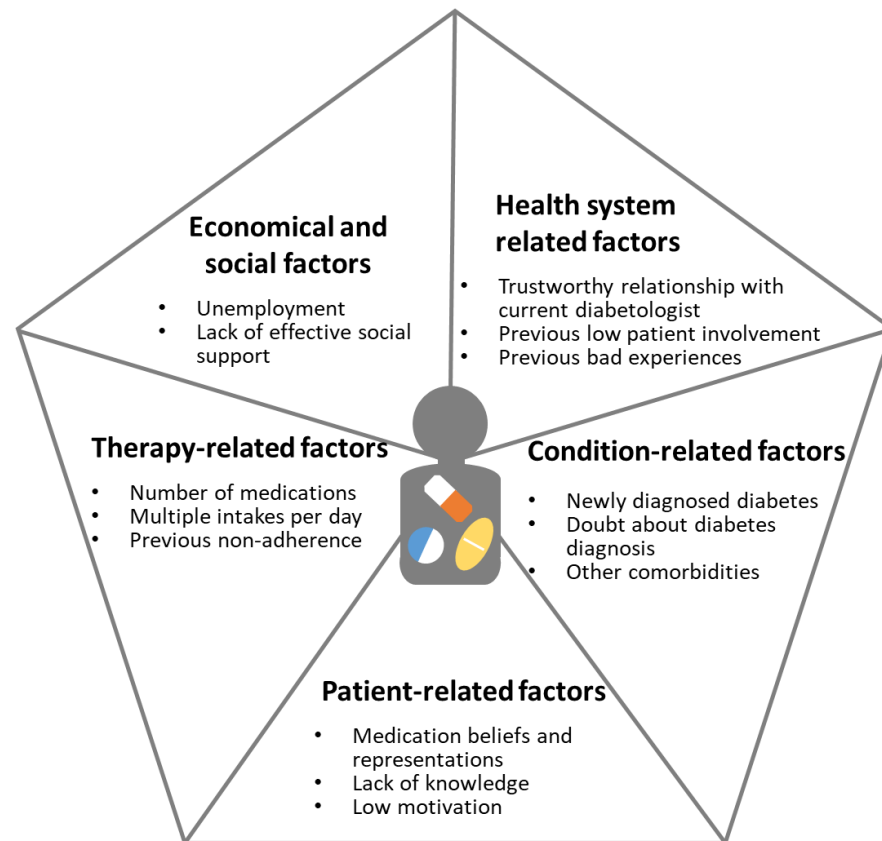 Economical and
social factors
• Unemployment
• Lack of effective social
support
Health system
related factors
• Trustworthy relationship with
current diabetologist
• Previous low patient involvement
• Previous bad experiences
Therapy-related factors
• Number of medications
• Multiple intakes per day
• Previous non-adherence
Condition-related factors
• Newly diagnosed diabetes
• Doubt about diabetes
diagnosis
• Other comorbidities
Patient-related factors
• Medication beliefs and
representations
• Lack of knowledge
• Low motivation